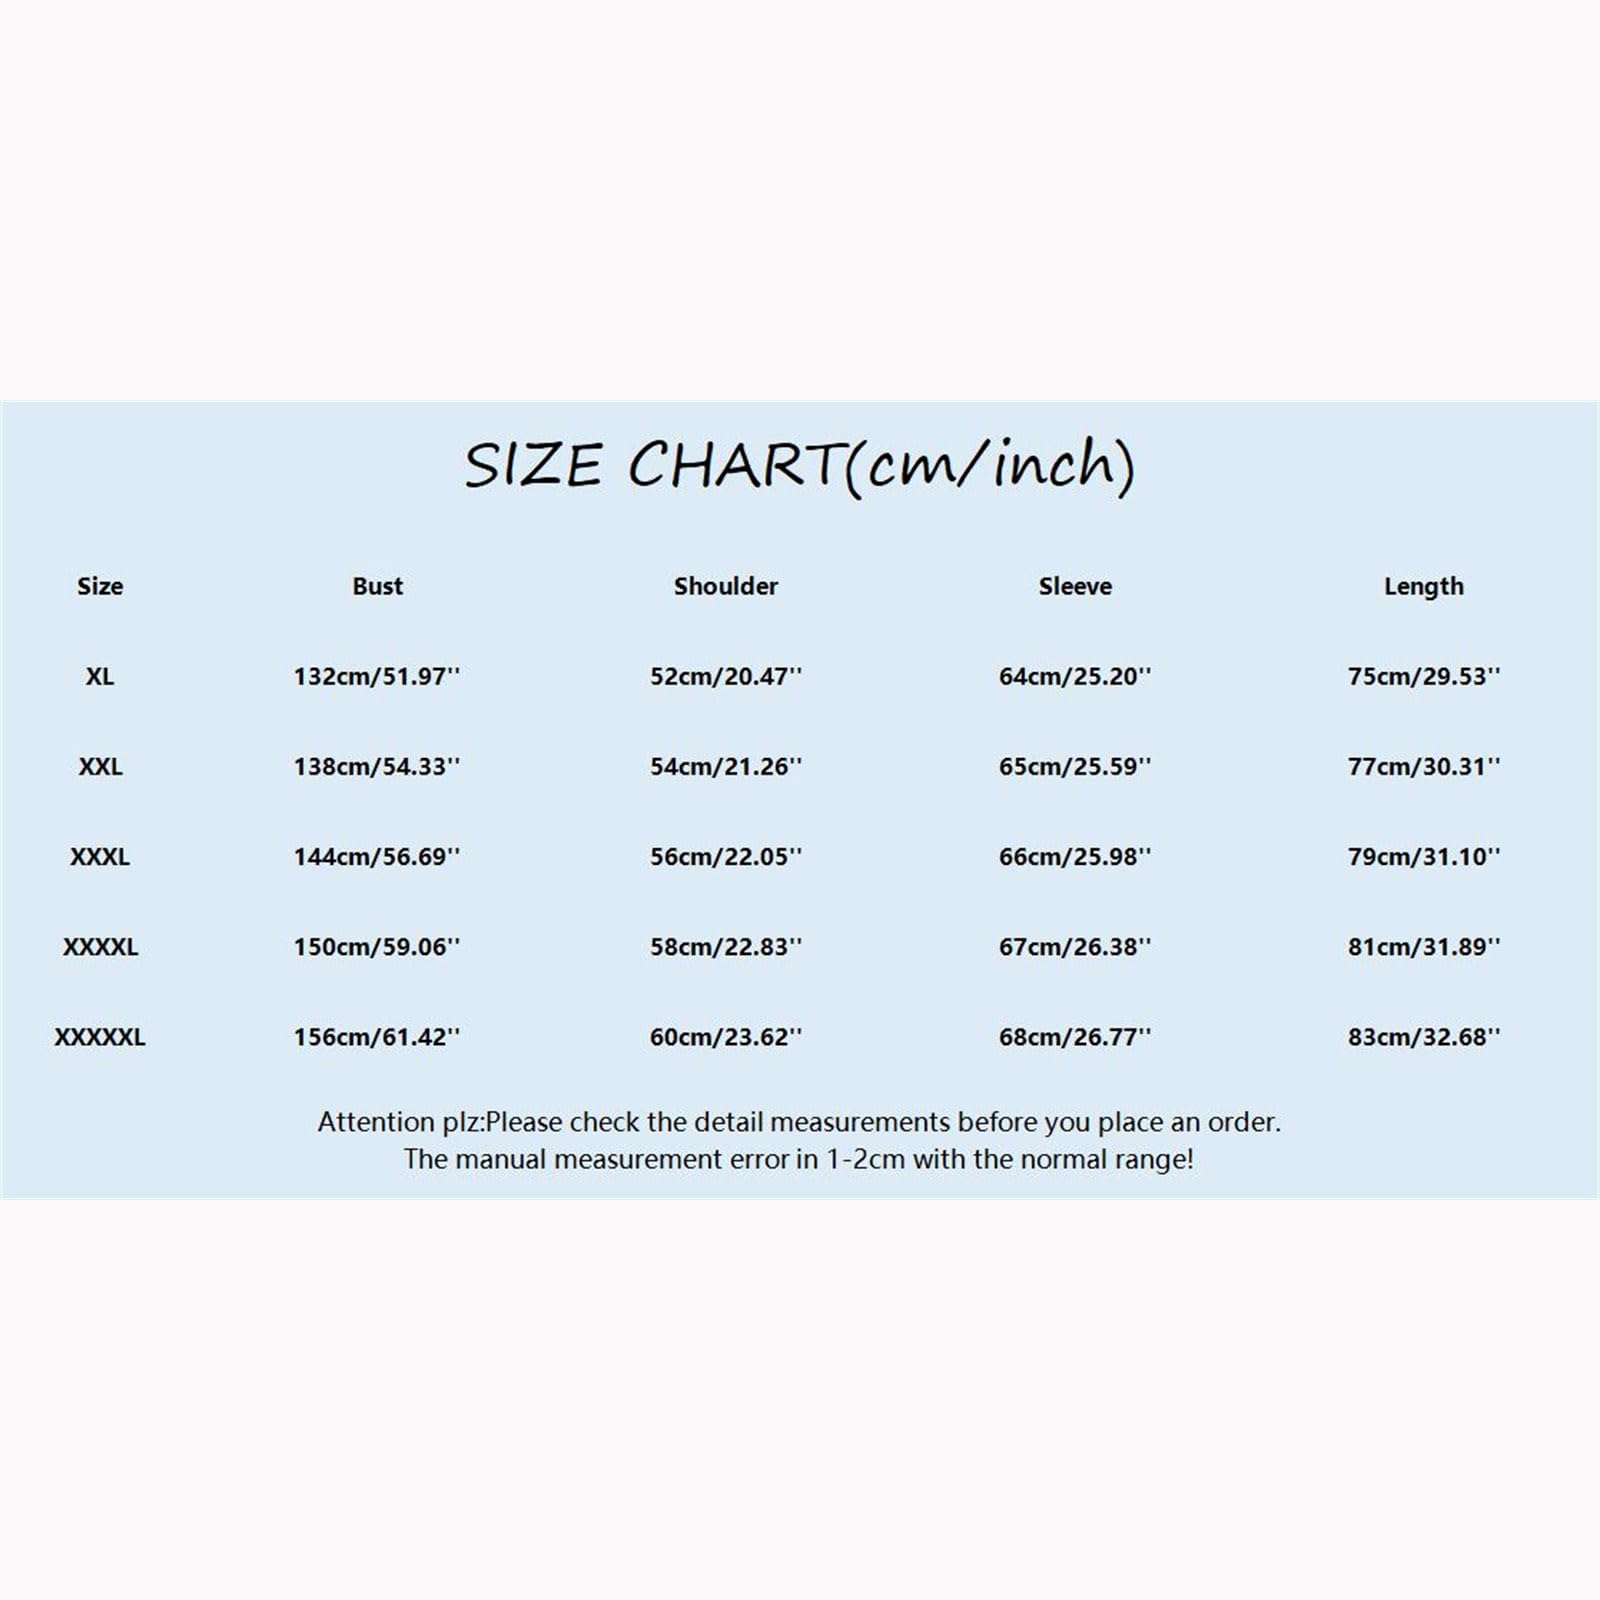 SIZE CHART(cm/inch)
Size Bust Shoulder Sleeve Length
XL 132cm/51.97'' 52cm/20.47'' 64cm/25.20'' 75cm/29.53''
XXL 138cm/54.33'' 54cm/21.26'' 65cm/25.59'' 77cm/30.31''
XXXL 144cm/56.69'' 56cm/22.05'' 66cm/25.98'' 79cm/31.10''
XXXXL 150cm/59.06'' 58cm/22.83'' 67cm/26.38'' 81cm/31.89''
XXXXXL 156cm/61.42'' 60cm/23.62'' 68cm/26.77'' 83cm/32.68''
Attention plz:Please check the detail measurements before you place an order.
The manual measurement error in 1-2cm with the normal range!